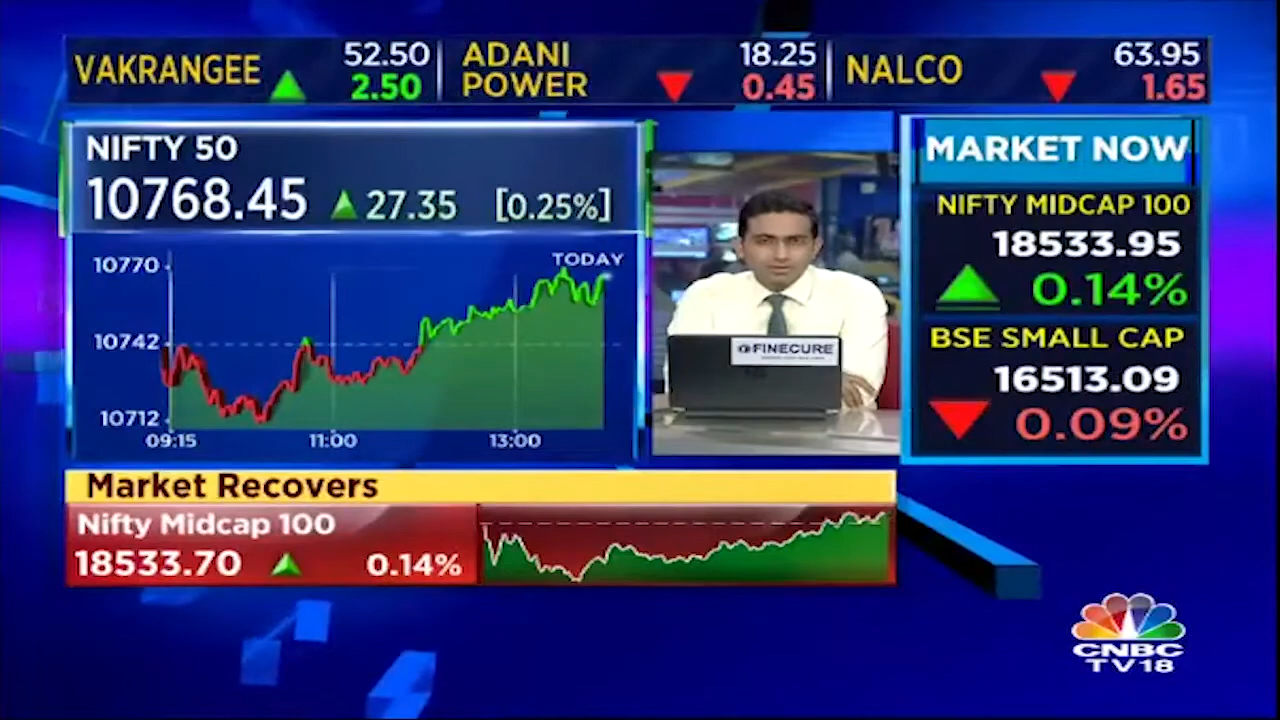 VAKRANGEE 52.50
2.50
ADANI POWER 18.25
0.45
NALCO 63.95
1.65
NIFTY 50
10768.45 27.35 [0.25%]
TODAY
10770
10742
10712
09:15 11:00 13:00
FINECURE
MARKET NOW
NIFTY MIDCAP 100
18533.95
0.14%
BSE SMALL CAP
16513.09
0.09%
Market Recovers
Nifty Midcap 100
18533.70 0.14%
CNBC
TV18